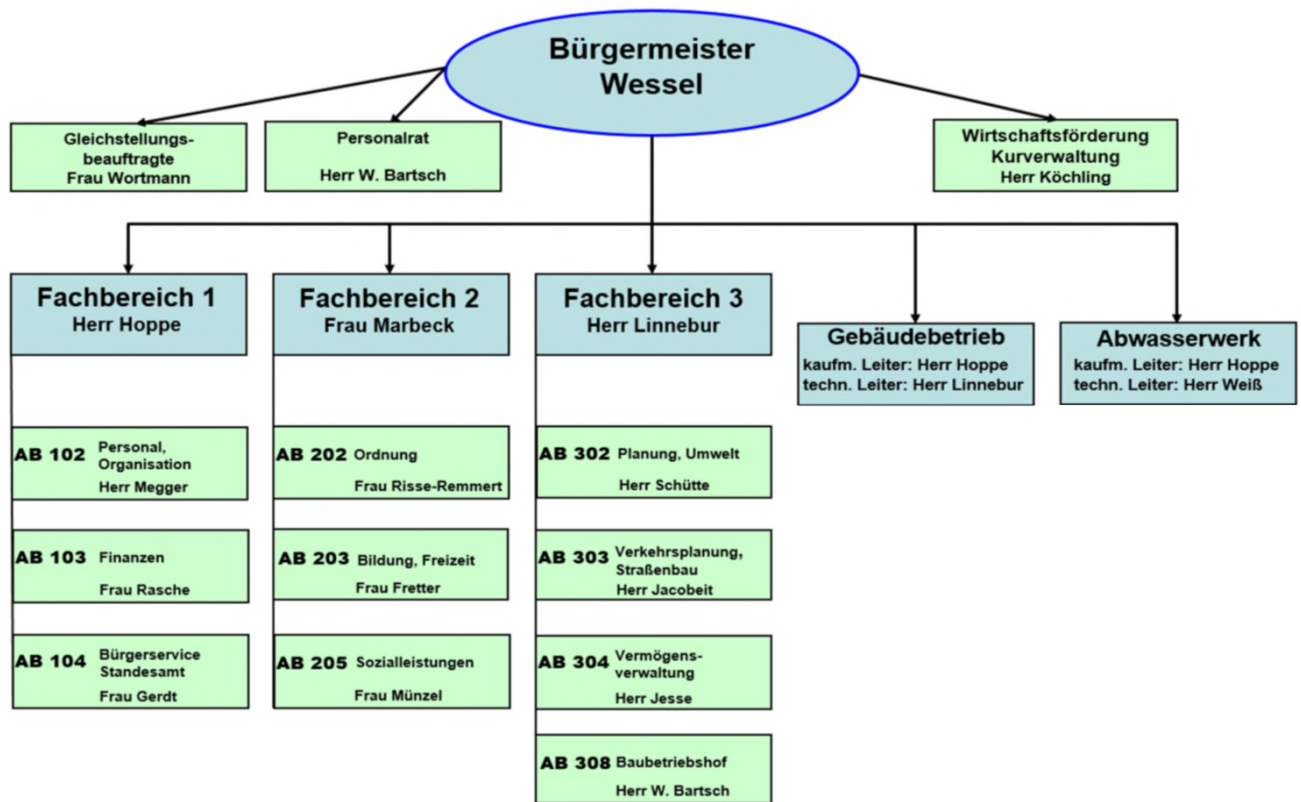 Bürgermeister
Wessel
Gleichstellungs-
beauftragte
Frau Wortmann
Personalrat
Herr W. Bartsch
Wirtschaftsförderung
Kurverwaltung
Herr Köchling
Fachbereich 1
Herr Hoppe
Fachbereich 2
Frau Marbeck
Fachbereich 3
Herr Linnebur
Gebäudebetrieb
kaufm. Leiter: Herr Hoppe
techn. Leiter: Herr Linnebur
Abwasserwerk
kaufm. Leiter: Herr Hoppe
techn. Leiter: Herr Weiß
AB 102 Personal,
Organisation
Herr Megger
AB 103 Finanzen
Frau Rasche
AB 104 Bürgerservice
Standesamt
Frau Gerdt
AB 202 Ordnung
Frau Risse-Remmert
AB 203 Bildung, Freizeit
Frau Fretter
AB 205 Sozialleistungen
Frau Münzel
AB 302 Planung, Umwelt
Herr Schütte
AB 303 Verkehrsplanung,
Straßenbau
Herr Jacobeit
AB 304 Vermögens-
verwaltung
Herr Jesse
AB 308 Baubetriebshof
Herr W. Bartsch